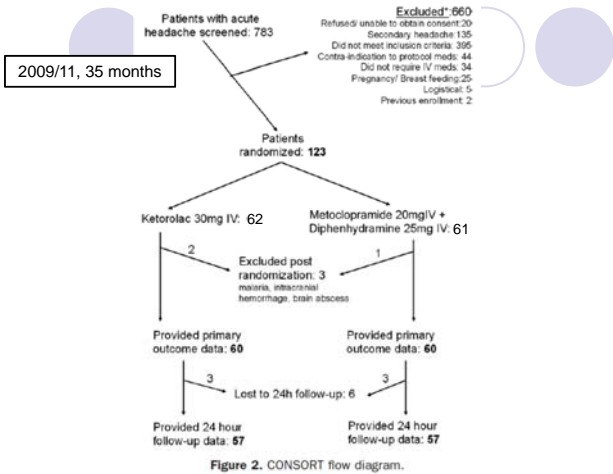 Patients with acute
headache screened: 783
Excluded*:660
Refused/ unable to obtain consent:20
Secondary headache:135
Did not meet inclusion criteria: 395
Contra-indication to protocol meds: 44
Did not require IV meds: 34
Pregnancy/ Breast feeding:25
Logistical: 5
Previous enrollment: 2
2009/11, 35 months
Patients
randomized: 123
Ketorolac 30mg IV: 62
Metoclopramide 20mgIV +
Diphenhydramine 25mg IV: 61
2
1
Excluded post
randomization: 3
malaria, intracranial
hemorrhage, brain abscess
Provided primary
outcome data: 60
Provided primary
outcome data: 60
3
Lost to 24h follow-up: 6
3
Provided 24 hour
follow-up data: 57
Provided 24 hour
follow-up data: 57
Figure 2. CONSORT flow diagram.